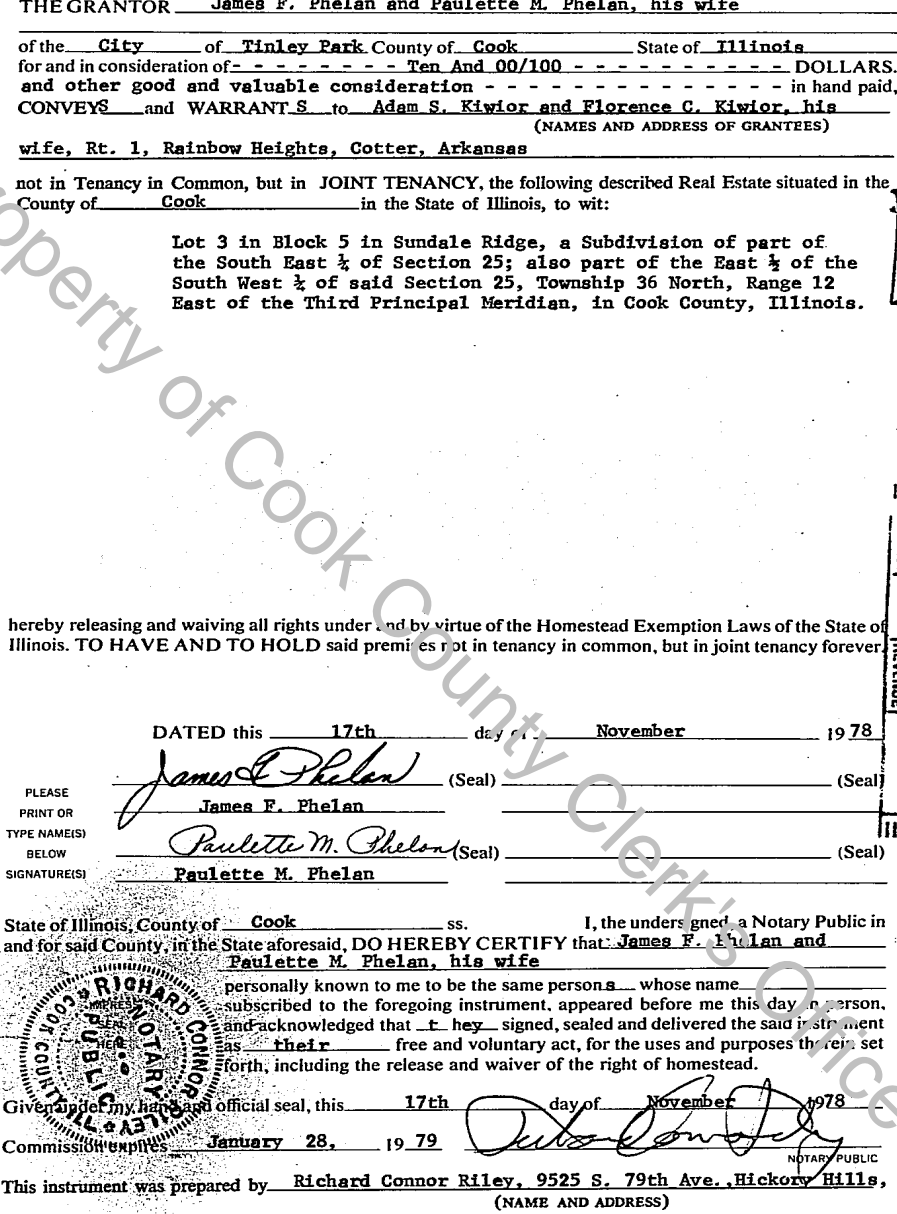 THE GRANTOR James F. Phelan and Paulette M. Phelan, his wife
of the City of Tinley Park County of Cook State of Illinois
for and in consideration of - - - - - - - - Ten And 00/100 - - - - - - - - - - DOLLARS.
and other good and valuable consideration - - - - - - - - - - - - - - in hand paid,
CONVEYS and WARRANT S to Adam S. Kiwior and Florence C. Kiwior, his
(NAMES AND ADDRESS OF GRANTEES)
wife, Rt. 1, Rainbow Heights, Cotter, Arkansas
not in Tenancy in Common, but in JOINT TENANCY, the following described Real Estate situated in the
County of Cook in the State of Illinois, to wit:
Lot 3 in Block 5 in Sundale Ridge, a Subdivision of part of
the South East ¼ of Section 25; also part of the East ½ of the
South West ¼ of said Section 25, Township 36 North, Range 12
East of the Third Principal Meridian, in Cook County, Illinois.
hereby releasing and waiving all rights under and by virtue of the Homestead Exemption Laws of the State of
Illinois. TO HAVE AND TO HOLD said premises not in tenancy in common, but in joint tenancy forever.
DATED this 17th day of November 19 78
James F Phelan (Seal) (Seal)
PLEASE
PRINT OR James F. Phelan
TYPE NAME(S)
BELOW Paulette M. Phelan (Seal) (Seal)
SIGNATURE(S) Paulette M. Phelan
State of Illinois, County of Cook ss. I, the undersigned, a Notary Public in
and for said County, in the State aforesaid, DO HEREBY CERTIFY that James F. Phelan and
Paulette M. Phelan, his wife
personally known to me to be the same person s whose name
subscribed to the foregoing instrument, appeared before me this day in person,
and acknowledged that t hey signed, sealed and delivered the said instrument
as their free and voluntary act, for the uses and purposes therein set
forth, including the release and waiver of the right of homestead.
RICHARD CONNOR RILEY
NOTARY PUBLIC
COOK COUNTY, ILL
IMPRESS
SEAL
HERE
Given under my hand and official seal, this 17th day of November 1978
Commission expires January 28, 19 79
NOTARY PUBLIC
This instrument was prepared by Richard Connor Riley, 9525 S. 79th Ave., Hickory Hills,
(NAME AND ADDRESS)
Property of Cook County Clerk's Office